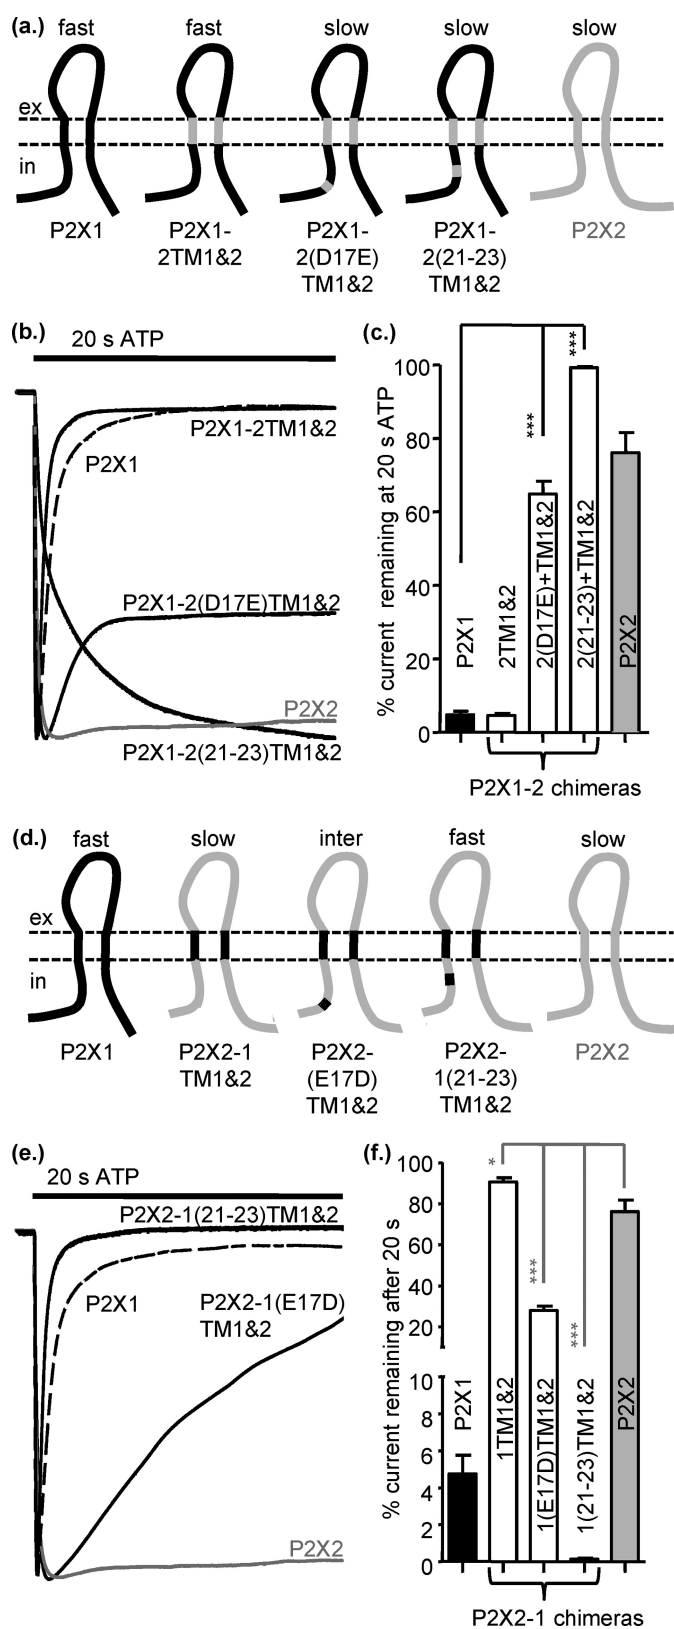 (a.)
fast fast slow slow slow
ex
in
P2X1 P2X1- P2X1- P2X1- P2X2
2TM1&2 2(D17E) 2(21-23)
TM1&2 TM1&2
(b.)
20 s ATP
P2X1-2TM1&2
P2X1
P2X1-2(D17E)TM1&2
P2X2
P2X1-2(21-23)TM1&2
(c.)
% current remaining at 20 s ATP
100
80
60
40
20
0
***
***
P2X1
2TM1&2
2(D17E)+TM1&2
2(21-23)+TM1&2
P2X2
P2X1-2 chimeras
(d.)
fast slow inter fast slow
ex
in
P2X1 P2X2-1 P2X2- P2X2- P2X2
TM1&2 (E17D) 1(21-23)
TM1&2 TM1&2
(e.)
20 s ATP
P2X2-1(21-23)TM1&2
P2X1
P2X2-1(E17D)
TM1&2
P2X2
(f.)
% current remaining after 20 s
100
80
60
40
20
10
8
6
4
2
0
*
***
***
P2X1
1TM1&2
1(E17D)TM1&2
1(21-23)TM1&2
P2X2
P2X2-1 chimeras